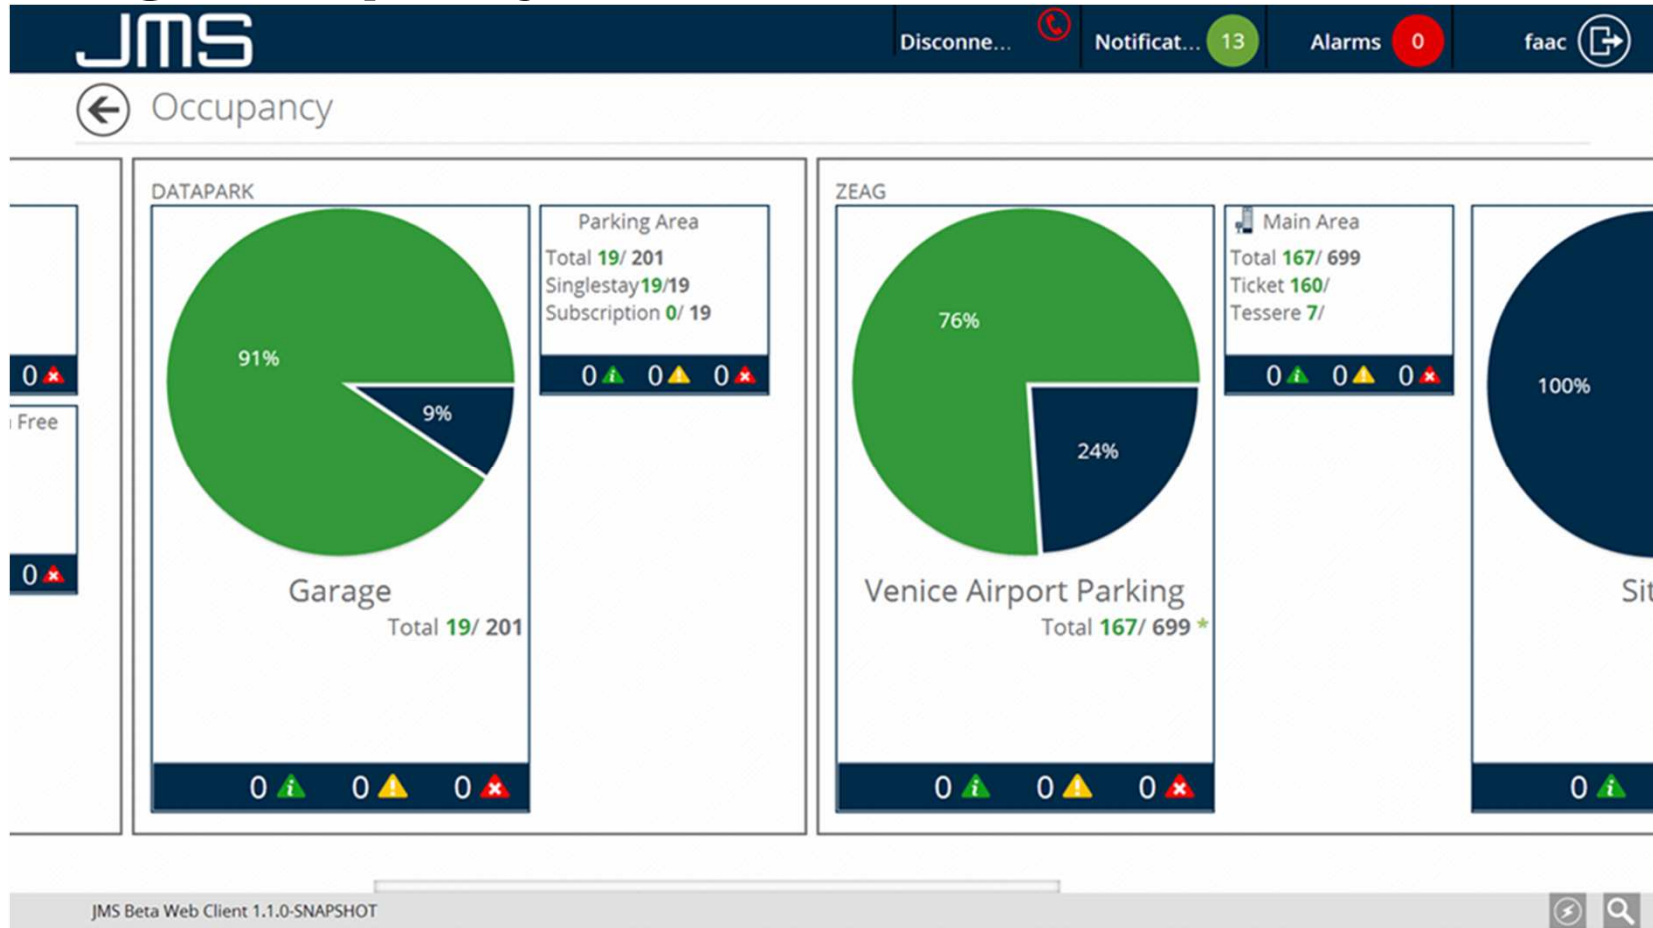 JMS
Disconne...
Notificat... 13
Alarms 0
faac
Occupancy
0
Free
0
DATAPARK
91%
9%
Garage
Total 19/ 201
0 0 0
Parking Area
Total 19/ 201
Singlestay19/19
Subscription 0/ 19
0 0 0
ZEAG
76%
24%
Venice Airport Parking
Total 167/ 699 *
0 0 0
Main Area
Total 167/ 699
Ticket 160/
Tessere 7/
0 0 0
100%
Sit
0
JMS Beta Web Client 1.1.0-SNAPSHOT